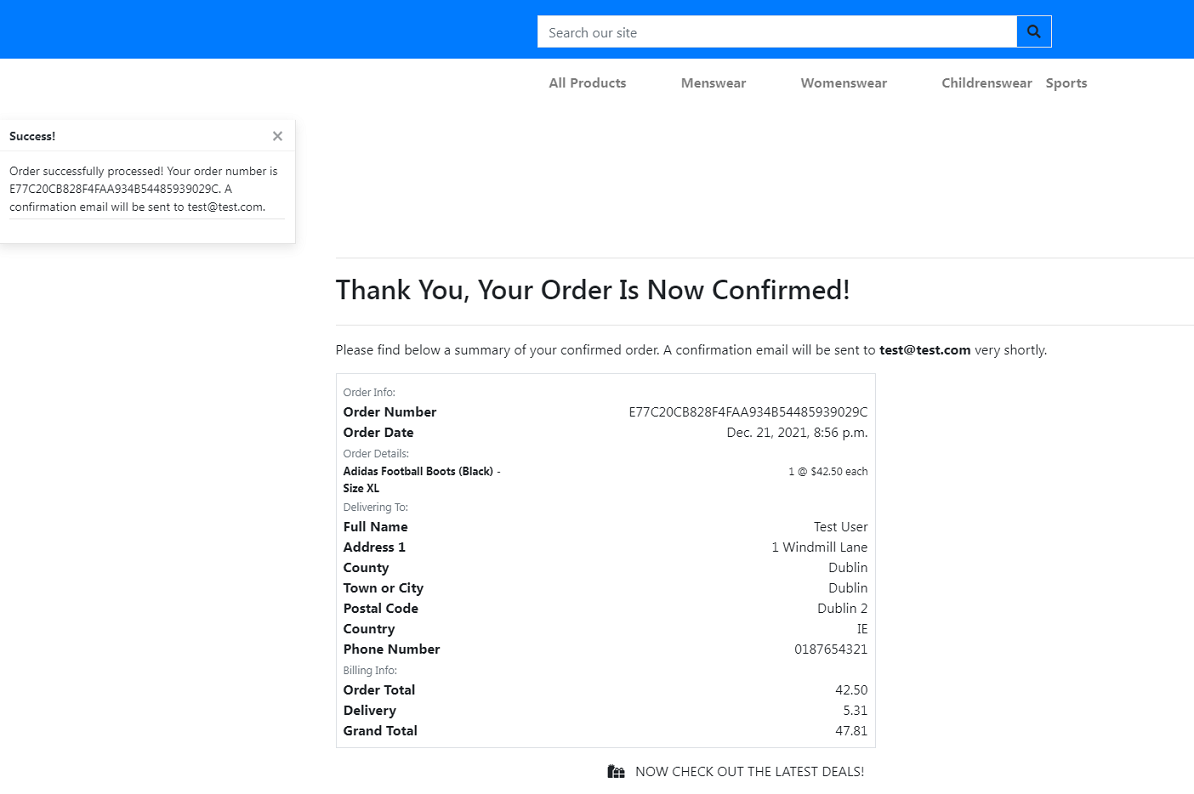 Search our site
All Products Menswear Womenswear Childrenswear Sports
Success! ×
Order successfully processed! Your order number is
E77C20CB828F4FAA934B54485939029C. A
confirmation email will be sent to test@test.com.
Thank You, Your Order Is Now Confirmed!
Please find below a summary of your confirmed order. A confirmation email will be sent to test@test.com very shortly.
Order Info:
Order Number E77C20CB828F4FAA934B54485939029C
Order Date Dec. 21, 2021, 8:56 p.m.
Order Details:
Adidas Football Boots (Black) - 1 @ $42.50 each
Size XL
Delivering To:
Full Name Test User
Address 1 1 Windmill Lane
County Dublin
Town or City Dublin
Postal Code Dublin 2
Country IE
Phone Number 0187654321
Billing Info:
Order Total 42.50
Delivery 5.31
Grand Total 47.81
NOW CHECK OUT THE LATEST DEALS!